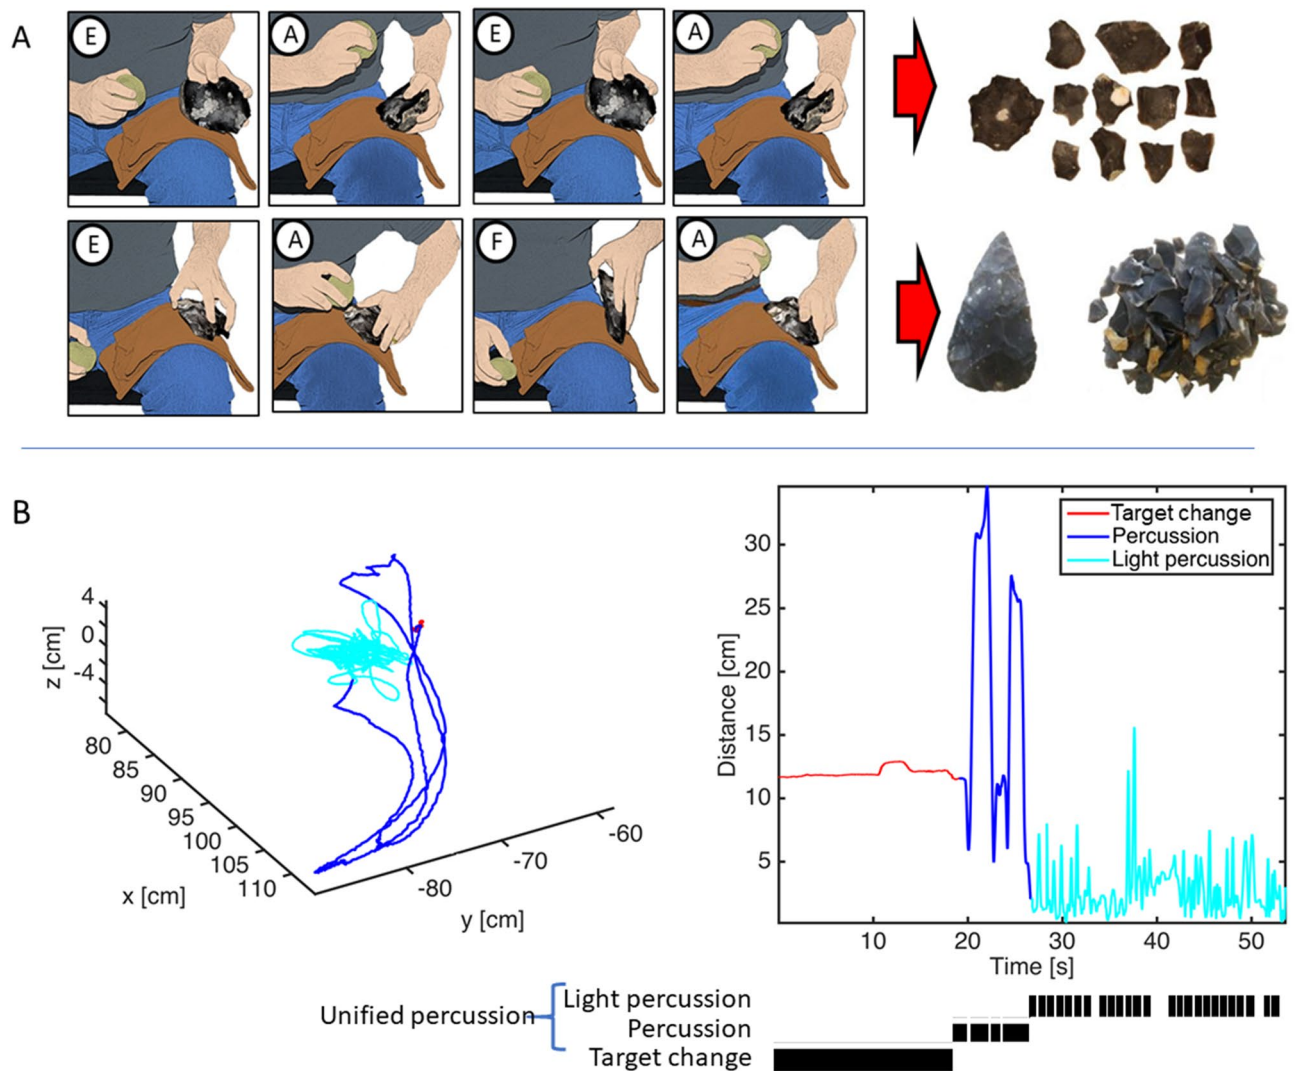 A
E
A
E
A
E
A
F
A
B
4
0
-4
z [cm]
80
85
90
95
100
105
110
x [cm]
-80
-70
-60
y [cm]
30
25
20
15
10
5
Distance [cm]
Target change
Percussion
Light percussion
10
20
30
40
50
Time [s]
Unified percussion
Light percussion
Percussion
Target change